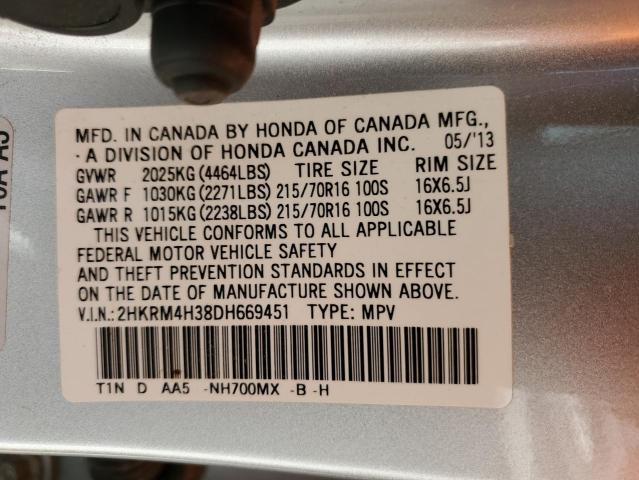 MFD. IN CANADA BY HONDA OF CANADA MFG.,
· A DIVISION OF HONDA CANADA INC. 05/'13
GVWR 2025KG (4464LBS) TIRE SIZE RIM SIZE
GAWR F 1030KG (2271LBS) 215/70R16 100S 16X6.5J
GAWR R 1015KG (2238LBS) 215/70R16 100S 16X6.5J
THIS VEHICLE CONFORMS TO ALL APPLICABLE
FEDERAL MOTOR VEHICLE SAFETY
AND THEFT PREVENTION STANDARDS IN EFFECT
ON THE DATE OF MANUFACTURE SHOWN ABOVE.
V.I.N.: 2HKRM4H38DH669451 TYPE: MPV
T1N D AA5 -NH700MX -B -H